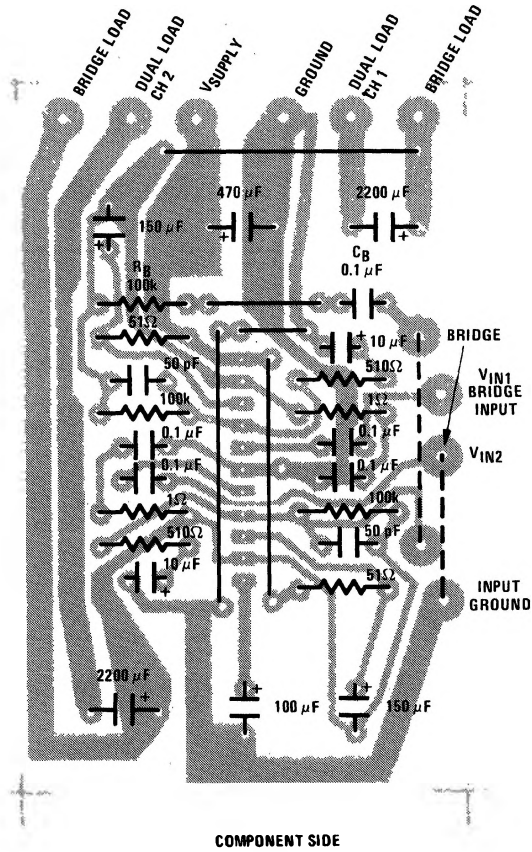 BRIDGE LOAD
DUAL LOAD
CH 2
VSUPPLY
GROUND
DUAL LOAD
CH 1
BRIDGE LOAD
470 μF
2200 μF
150 μF
+
+
+
RB
100k
CB
0.1 μF
51Ω
+
10 μF
BRIDGE
50 pF
510Ω
VIN1
BRIDGE
INPUT
100k
1Ω
0.1 μF
0.1 μF
VIN2
0.1 μF
0.1 μF
1Ω
100k
510Ω
50 pF
10 μF
+
51Ω
INPUT
GROUND
2200 μF
+
+
100 μF
+
150 μF
COMPONENT SIDE